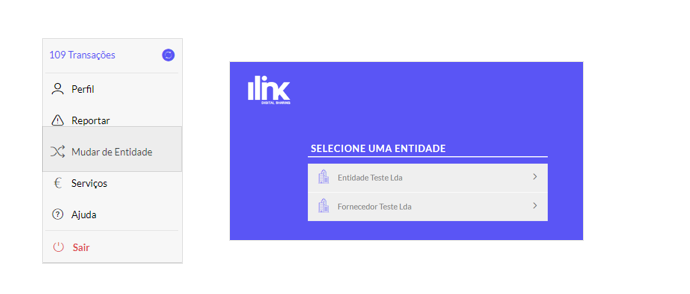 109 Transações
Perfil
Reportar
Mudar de Entidade
Serviços
Ajuda
Sair
ilink
DIGITAL BANKING
SELECIONE UMA ENTIDADE
Entidade Teste Lda
Fornecedor Teste Lda